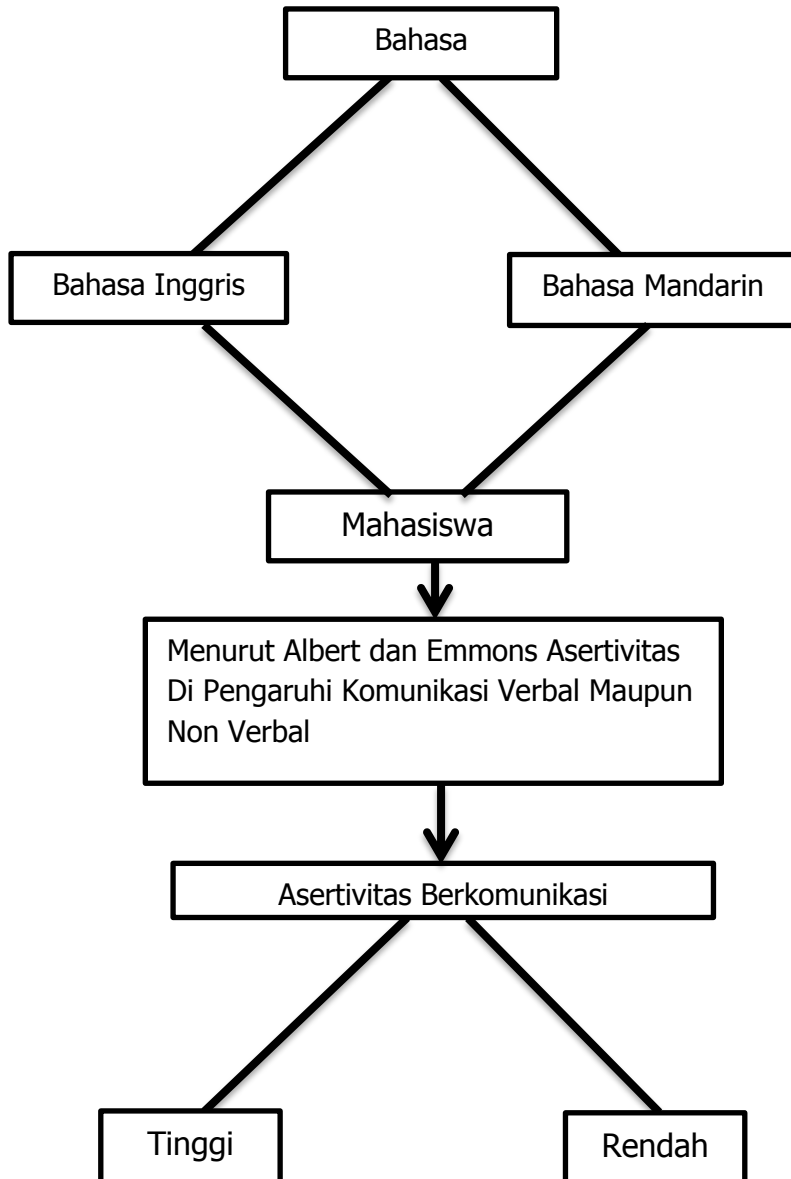 Bahasa
Bahasa Inggris
Bahasa Mandarin
Mahasiswa
Menurut Albert dan Emmons Asertivitas
Di Pengaruhi Komunikasi Verbal Maupun
Non Verbal
Asertivitas Berkomunikasi
Tinggi
Rendah